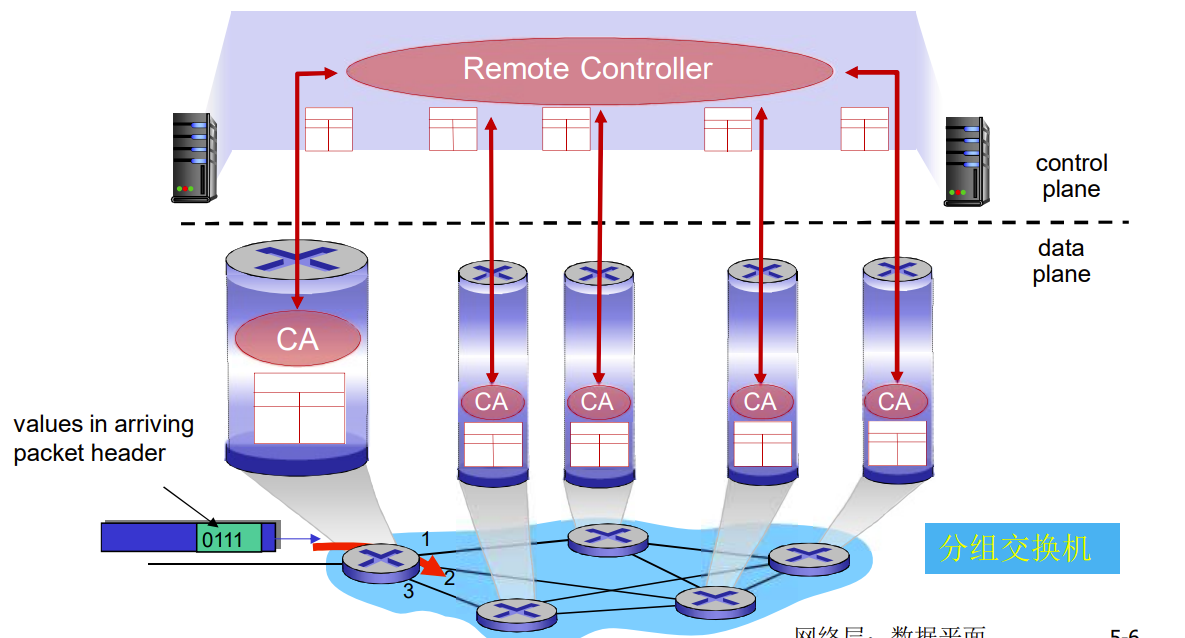 Remote Controller
control
plane
data
plane
CA
CA
CA
CA
CA
values in arriving
packet header
0111
1
2
3
分组交换机
网络层：数据平面
5-6